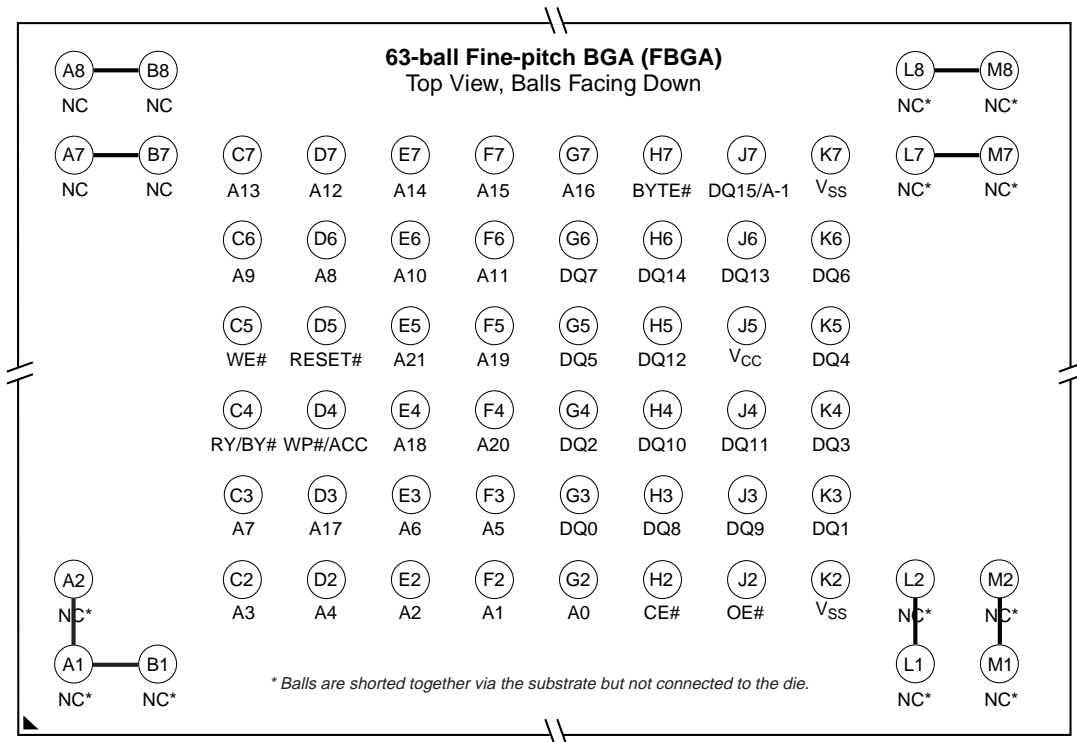 63-ball Fine-pitch BGA (FBGA)
Top View, Balls Facing Down
A8 B8 L8 M8
NC NC NC* NC*
A7 B7 C7 D7 E7 F7 G7 H7 J7 K7 L7 M7
NC NC A13 A12 A14 A15 A16 BYTE# DQ15/A-1 VSS NC* NC*
C6 D6 E6 F6 G6 H6 J6 K6
A9 A8 A10 A11 DQ7 DQ14 DQ13 DQ6
C5 D5 E5 F5 G5 H5 J5 K5
WE# RESET# A21 A19 DQ5 DQ12 VCC DQ4
C4 D4 E4 F4 G4 H4 J4 K4
RY/BY# WP#/ACC A18 A20 DQ2 DQ10 DQ11 DQ3
C3 D3 E3 F3 G3 H3 J3 K3
A7 A17 A6 A5 DQ0 DQ8 DQ9 DQ1
A2 C2 D2 E2 F2 G2 H2 J2 K2 L2 M2
NC* A3 A4 A2 A1 A0 CE# OE# VSS NC* NC*
A1 B1 L1 M1
NC* NC* NC* NC*
* Balls are shorted together via the substrate but not connected to the die.